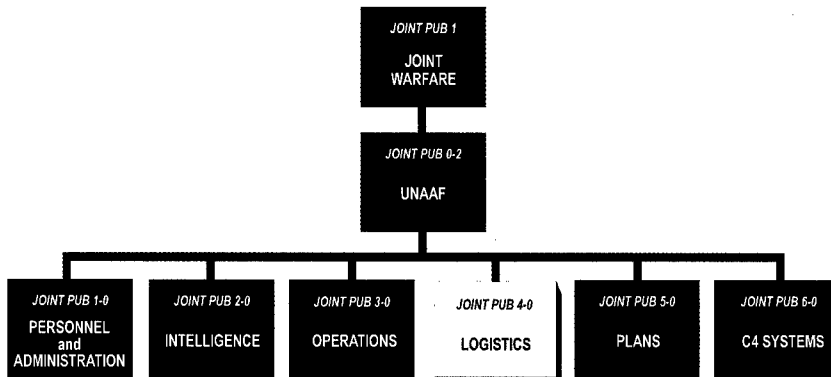 JOINT PUB 1
JOINT
WARFARE
JOINT PUB 0-2
UNAAF
JOINT PUB 1-0
PERSONNEL
and
ADMINISTRATION
JOINT PUB 2-0
INTELLIGENCE
JOINT PUB 3-0
OPERATIONS
JOINT PUB 4-0
LOGISTICS
JOINT PUB 5-0
PLANS
JOINT PUB 6-0
C4 SYSTEMS